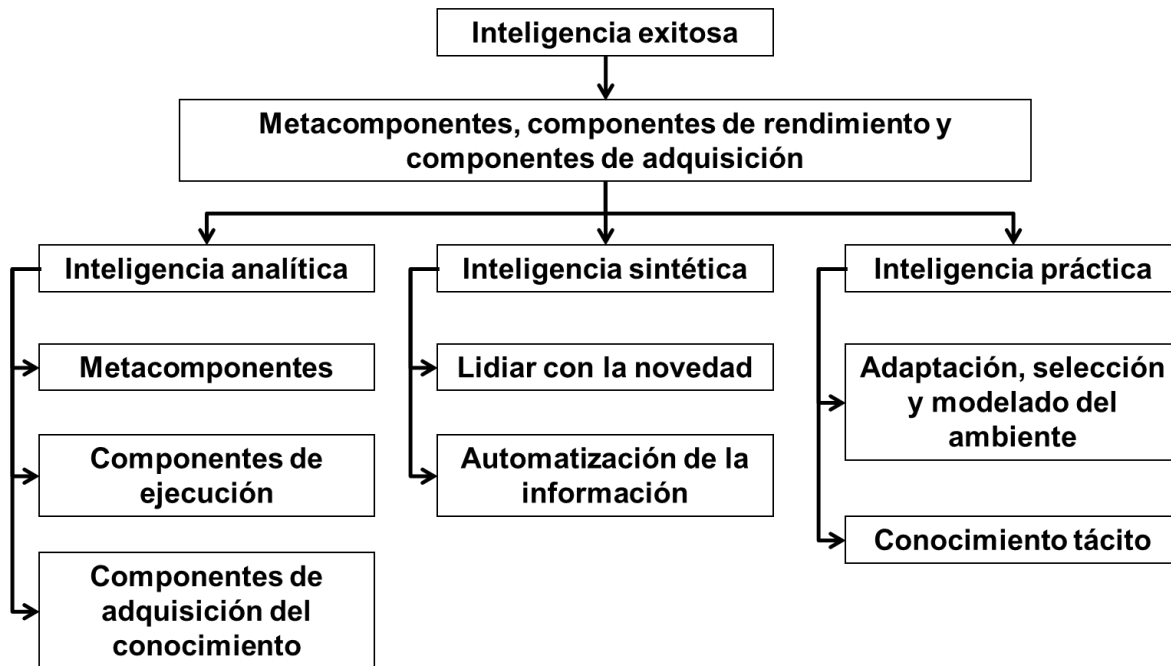 Inteligencia exitosa
Metacomponentes, componentes de rendimiento y
componentes de adquisición
Inteligencia analítica
Metacomponentes
Componentes de
ejecución
Componentes de
adquisición del
conocimiento
Inteligencia sintética
Lidiar con la novedad
Automatización de la
información
Inteligencia práctica
Adaptación, selección
y modelado del
ambiente
Conocimiento tácito